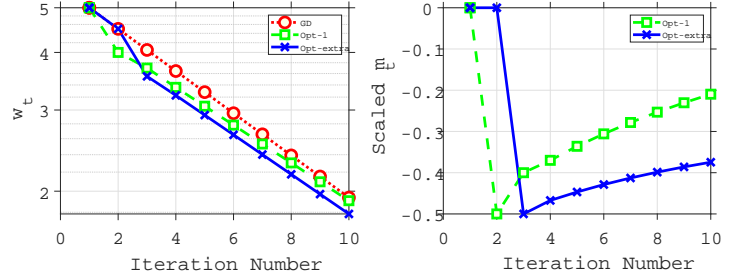 5
4
3
2
w_t
0
2
4
6
8
10
Iteration Number
GD
Opt-1
Opt-extra
0
-0.1
-0.2
-0.3
-0.4
-0.5
Scaled m_t
0
2
4
6
8
10
Iteration Number
Opt-1
Opt-extra